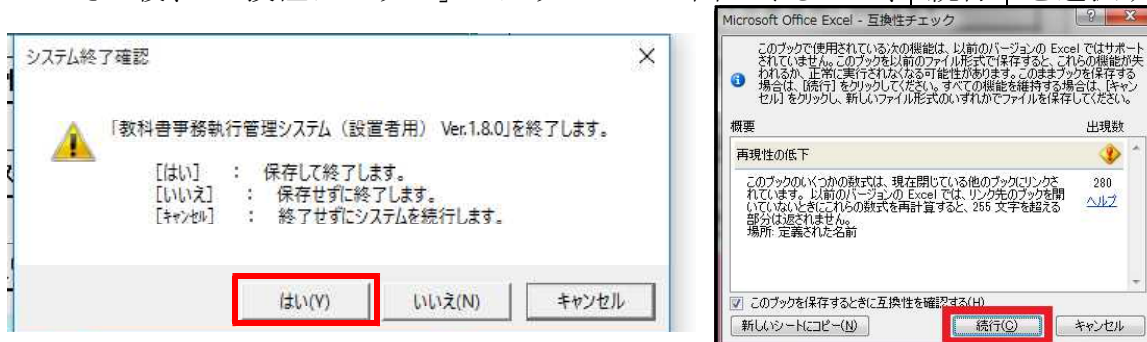 システム終了確認
「教科書事務執行管理システム（設置者用） Ver.1.8.0」を終了します。
[はい] ： 保存して終了します。
[いいえ] ： 保存せずに終了します。
[キャンセル] ： 終了せずにシステムを続行します。
はい(Y) いいえ(N) キャンセル
Microsoft Office Excel - 互換性チェック
このブックで使用されている次の機能は、以前のバージョンの Excel ではサポート
されていません。このブックを以前のファイル形式で保存すると、これらの機能が失
われるか、正常に実行されなくなる可能性があります。このままブックを保存する
場合は、[続行] をクリックしてください。すべての機能を維持する場合は、[キャン
セル] をクリックし、新しいファイル形式のいずれかでファイルを保存してください。
概要 出現数
再現性の低下
このブックのいくつかの数式は、現在閉じている他のブックにリンクさ 280
れています。以前のバージョンの Excel では、リンク先のブックを開 ヘルプ
いていないときにこれらの数式を再計算すると、255 文字を超える
部分は返されません。
場所: 定義された名前
このブックを保存するときに互換性を確認する(H)
新しいシートにコピー(N) 続行(C) キャンセル